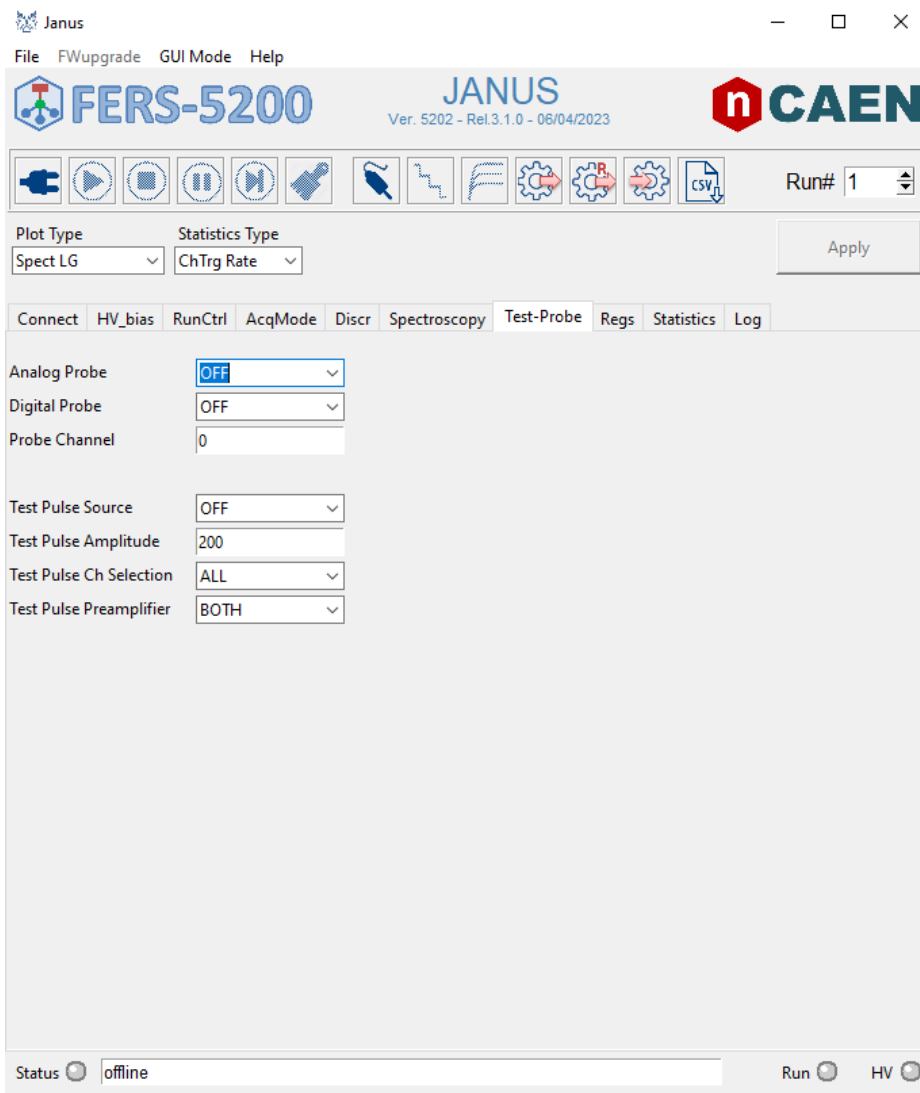 Janus
File FWupgrade GUI Mode Help
FERS-5200 JANUS n CAEN
Ver. 5202 - Rel.3.1.0 - 06/04/2023
R CSV Run# 1
Plot Type Statistics Type
Spect LG ChTrg Rate Apply
Connect HV_bias RunCtrl AcqMode Discr Spectroscopy Test-Probe Regs Statistics Log
Analog Probe OFF
Digital Probe OFF
Probe Channel 0
Test Pulse Source OFF
Test Pulse Amplitude 200
Test Pulse Ch Selection ALL
Test Pulse Preamplifier BOTH
Status offline Run HV